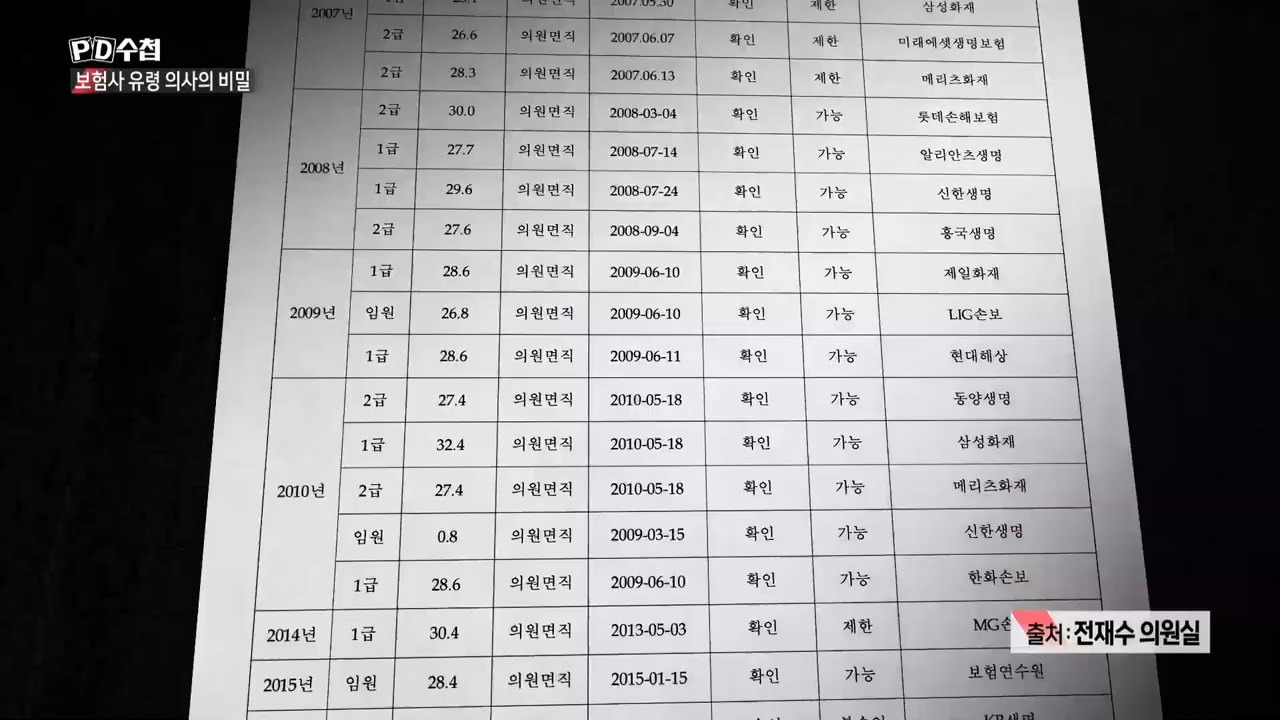 PD수첩
보험사 유령 의사의 비밀
2007년 제한 삼성화재
2급 26.6 의원면직 2007.06.07 확인 제한 미래에셋생명보험
2급 28.3 의원면직 2007.06.13 확인 제한 메리츠화재
2008년 2급 30.0 의원면직 2008-03-04 확인 가능 롯데손해보험
1급 27.7 의원면직 2008-07-14 확인 가능 알리안츠생명
1급 29.6 의원면직 2008-07-24 확인 가능 신한생명
2급 27.6 의원면직 2008-09-04 확인 가능 흥국생명
2009년 1급 28.6 의원면직 2009-06-10 확인 가능 제일화재
임원 26.8 의원면직 2009-06-10 확인 가능 LIG손보
1급 28.6 의원면직 2009-06-11 확인 가능 현대해상
2010년 2급 27.4 의원면직 2010-05-18 확인 가능 동양생명
1급 32.4 의원면직 2010-05-18 확인 가능 삼성화재
2급 27.4 의원면직 2010-05-18 확인 가능 메리츠화재
임원 0.8 의원면직 2009-03-15 확인 가능 신한생명
1급 28.6 의원면직 2009-06-10 확인 가능 한화손보
2014년 1급 30.4 의원면직 2013-05-03 확인 제한
2015년 임원 28.4 의원면직 2015-01-15 확인 가능 보험연수원
출처 : 전재수 의원실